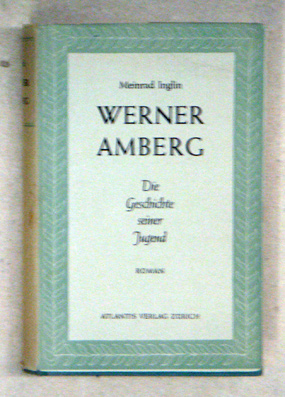 Meinrad Inglin
WERNER
AMBERG
Die
Geschichte
seiner
Jugend
ROMAN
ATLANTIS VERLAG ZÜRICH